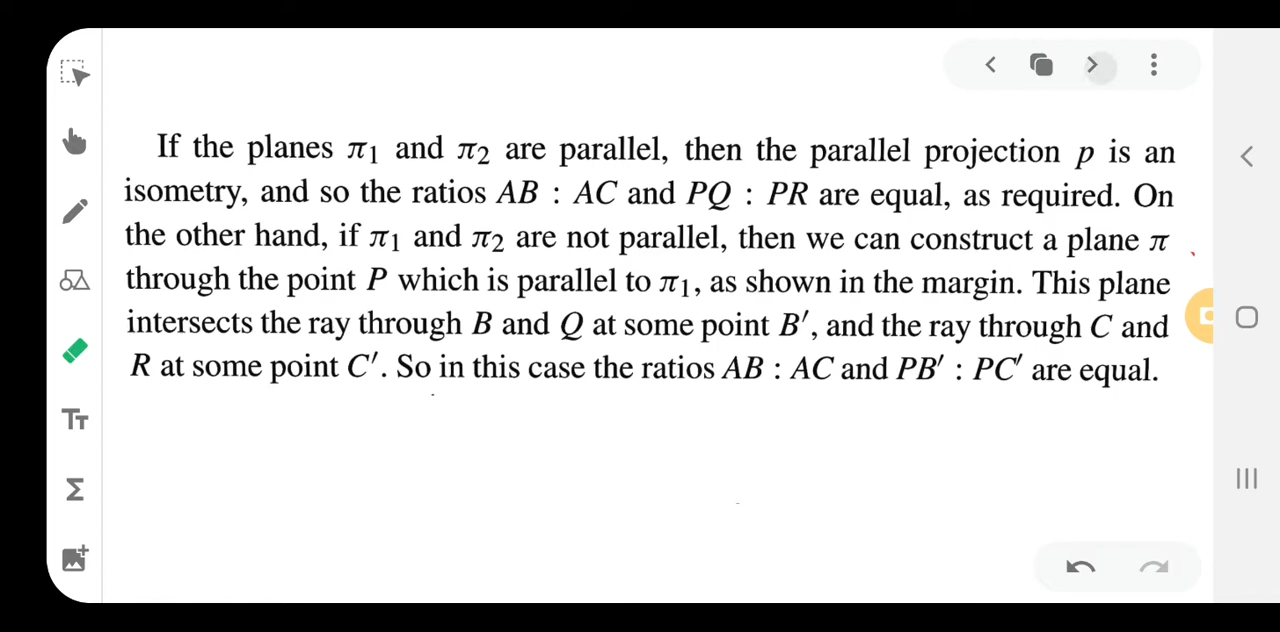 If the planes π1 and π2 are parallel, then the parallel projection p is an
isometry, and so the ratios AB : AC and PQ : PR are equal, as required. On
the other hand, if π1 and π2 are not parallel, then we can construct a plane π
through the point P which is parallel to π1, as shown in the margin. This plane
intersects the ray through B and Q at some point B′, and the ray through C and
R at some point C′. So in this case the ratios AB : AC and PB′ : PC′ are equal.